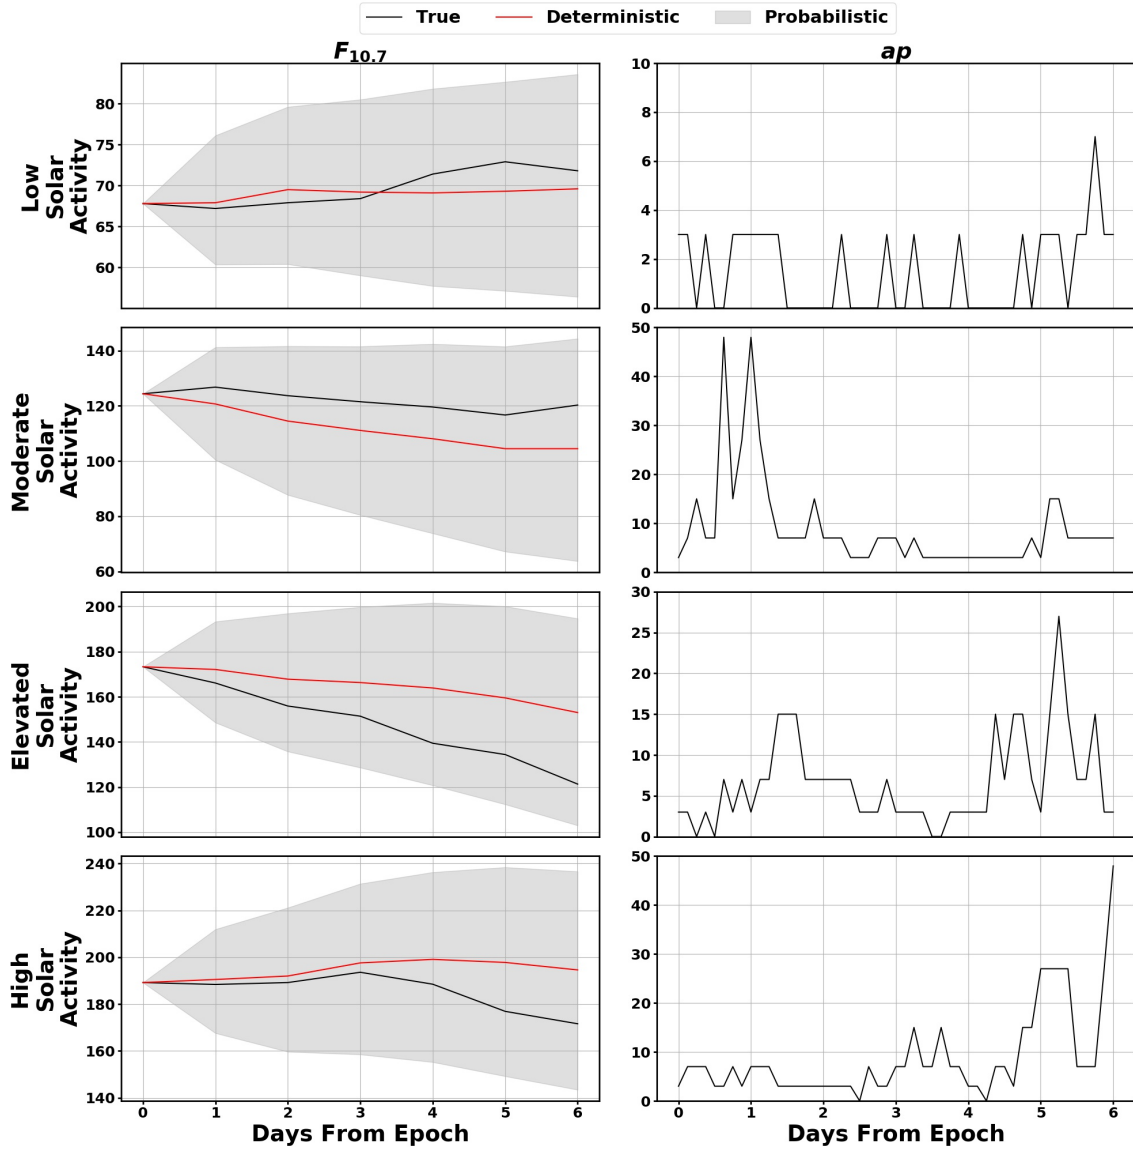 True Deterministic Probabilistic
F10.7 ap
Low
Solar
Activity
80
75
70
65
60
10
8
6
4
2
0
Moderate
Solar
Activity
140
120
100
80
60
50
40
30
20
10
0
Elevated
Solar
Activity
200
180
160
140
120
100
30
25
20
15
10
5
0
High
Solar
Activity
240
220
200
180
160
140
50
40
30
20
10
0
0 1 2 3 4 5 6
0 1 2 3 4 5 6
Days From Epoch Days From Epoch